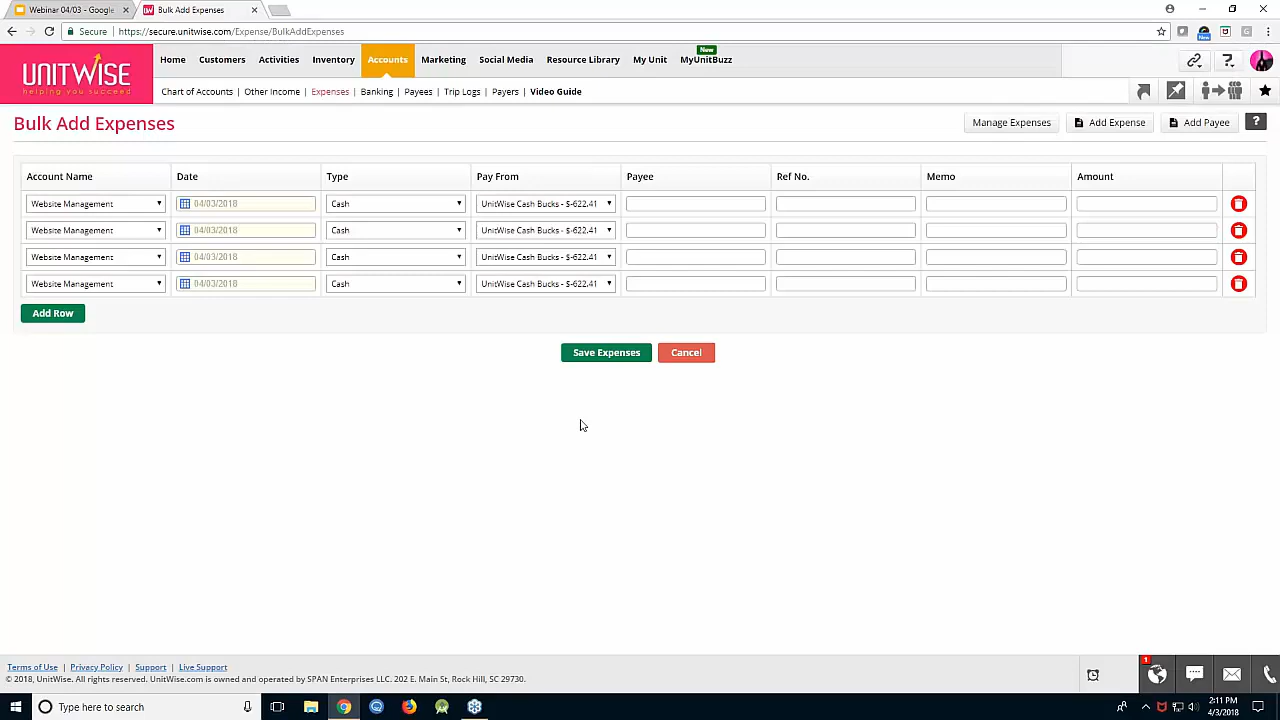 Webinar 04/03 - Google
Bulk Add Expenses
Secure | https://secure.unitwise.com/Expense/BulkAddExpenses
New
UNITWISE
helping you succeed
Home Customers Activities Inventory Accounts Marketing Social Media Resource Library My Unit MyUnitBuzz
New
Chart of Accounts | Other Income | Expenses | Banking | Payees | Trip Logs | Payers | Video Guide
Bulk Add Expenses
Manage Expenses Add Expense Add Payee ?
Account Name Date Type Pay From Payee Ref No. Memo Amount
Website Management 04/03/2018 Cash UnitWise Cash Bucks - $-622.41
Website Management 04/03/2018 Cash UnitWise Cash Bucks - $-622.41
Website Management 04/03/2018 Cash UnitWise Cash Bucks - $-622.41
Website Management 04/03/2018 Cash UnitWise Cash Bucks - $-622.41
Add Row
Save Expenses Cancel
Terms of Use | Privacy Policy | Support | Live Support
© 2018, UnitWise. All rights reserved. UnitWise.com is owned and operated by SPAN Enterprises LLC. 202 E. Main St, Rock Hill, SC 29730.
1
Type here to search
2:11 PM
4/3/2018